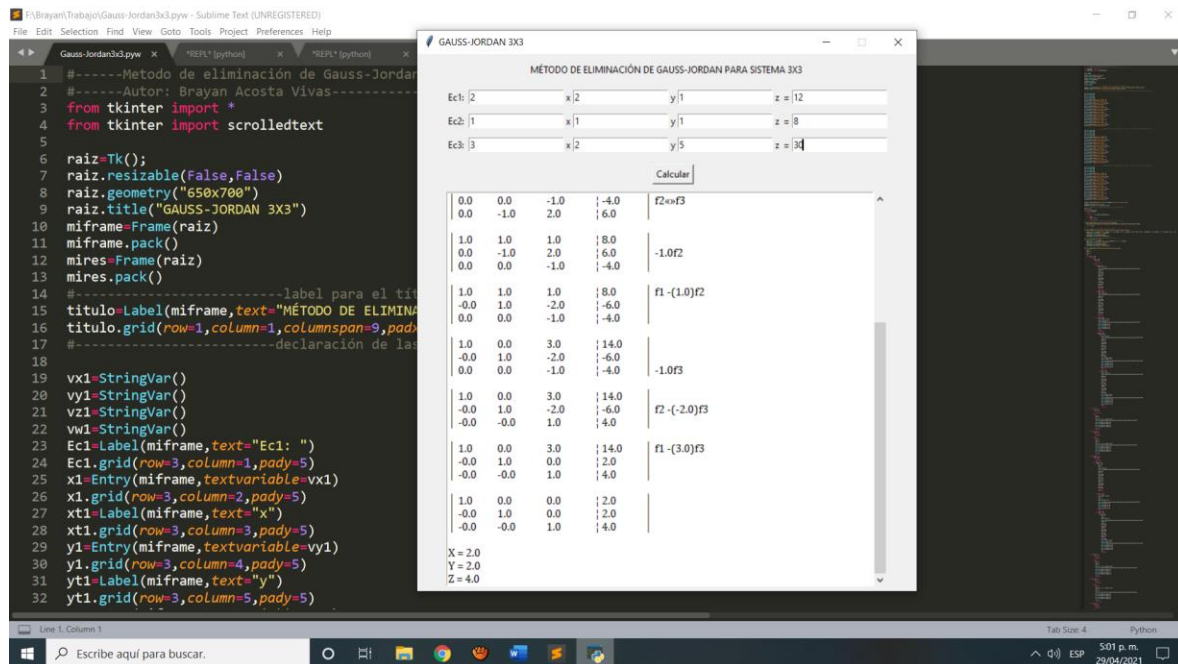 F:\Brayan\Trabajo\Gauss-Jordan3x3.pyw - Sublime Text (UNREGISTERED)
File Edit Selection Find View Goto Tools Project Preferences Help
Gauss-Jordan3x3.pyw × *REPL* [python] × *REPL* [python] ×
1 #------Metodo de eliminación de Gauss-Jordan
2 #------Autor: Brayan Acosta Vivas-----------
3 from tkinter import *
4 from tkinter import scrolledtext
5
6 raiz=Tk();
7 raiz.resizable(False,False)
8 raiz.geometry("650x700")
9 raiz.title("GAUSS-JORDAN 3X3")
10 miframe=Frame(raiz)
11 miframe.pack()
12 mires=Frame(raiz)
13 mires.pack()
14 #--------------------------label para el tít
15 titulo=Label(miframe,text="MÉTODO DE ELIMINA
16 titulo.grid(row=1,column=1,columnspan=9,padx
17 #-------------------------declaración de las
18
19 vx1=StringVar()
20 vy1=StringVar()
21 vz1=StringVar()
22 vw1=StringVar()
23 Ec1=Label(miframe,text="Ec1: ")
24 Ec1.grid(row=3,column=1,pady=5)
25 x1=Entry(miframe,textvariable=vx1)
26 x1.grid(row=3,column=2,pady=5)
27 xt1=Label(miframe,text="x")
28 xt1.grid(row=3,column=3,pady=5)
29 y1=Entry(miframe,textvariable=vy1)
30 y1.grid(row=3,column=4,pady=5)
31 yt1=Label(miframe,text="y")
32 yt1.grid(row=3,column=5,pady=5)
GAUSS-JORDAN 3X3
MÉTODO DE ELIMINACIÓN DE GAUSS-JORDAN PARA SISTEMA 3X3
Ec1: 2 x 2 y 1 z = 12
Ec2: 1 x 1 y 1 z = 8
Ec3: 3 x 2 y 5 z = 30
Calcular
| 0.0 0.0 -1.0 ¦ -4.0 | f2«»f3
| 0.0 -1.0 2.0 ¦ 6.0 |
| 1.0 1.0 1.0 ¦ 8.0 |
| 0.0 -1.0 2.0 ¦ 6.0 | -1.0f2
| 0.0 0.0 -1.0 ¦ -4.0 |
| 1.0 1.0 1.0 ¦ 8.0 | f1 -(1.0)f2
| -0.0 1.0 -2.0 ¦ -6.0 |
| 0.0 0.0 -1.0 ¦ -4.0 |
| 1.0 0.0 3.0 ¦ 14.0 |
| -0.0 1.0 -2.0 ¦ -6.0 |
| 0.0 0.0 -1.0 ¦ -4.0 | -1.0f3
| 1.0 0.0 3.0 ¦ 14.0 |
| -0.0 1.0 -2.0 ¦ -6.0 | f2 -(-2.0)f3
| -0.0 -0.0 1.0 ¦ 4.0 |
| 1.0 0.0 3.0 ¦ 14.0 | f1 -(3.0)f3
| -0.0 1.0 0.0 ¦ 2.0 |
| -0.0 -0.0 1.0 ¦ 4.0 |
| 1.0 0.0 0.0 ¦ 2.0 |
| -0.0 1.0 0.0 ¦ 2.0 |
| -0.0 -0.0 1.0 ¦ 4.0 |
X = 2.0
Y = 2.0
Z = 4.0
Line 1, Column 1 Tab Size: 4 Python
Escribe aquí para buscar. ESP 5:01 p. m.
29/04/2021